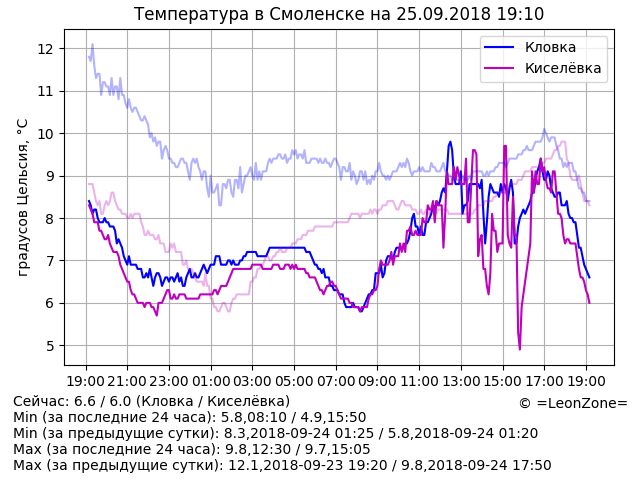 Температура в Смоленске на 25.09.2018 19:10
Кловка
Киселёвка
градусов Цельсия, °C
12
11
10
9
8
7
6
5
19:00 21:00 23:00 01:00 03:00 05:00 07:00 09:00 11:00 13:00 15:00 17:00 19:00
Сейчас: 6.6 / 6.0 (Кловка / Киселёвка)
© =LeonZone=
Min (за последние 24 часа): 5.8,08:10 / 4.9,15:50
Min (за предыдущие сутки): 8.3,2018-09-24 01:25 / 5.8,2018-09-24 01:20
Max (за последние 24 часа): 9.8,12:30 / 9.7,15:05
Max (за предыдущие сутки): 12.1,2018-09-23 19:20 / 9.8,2018-09-24 17:50